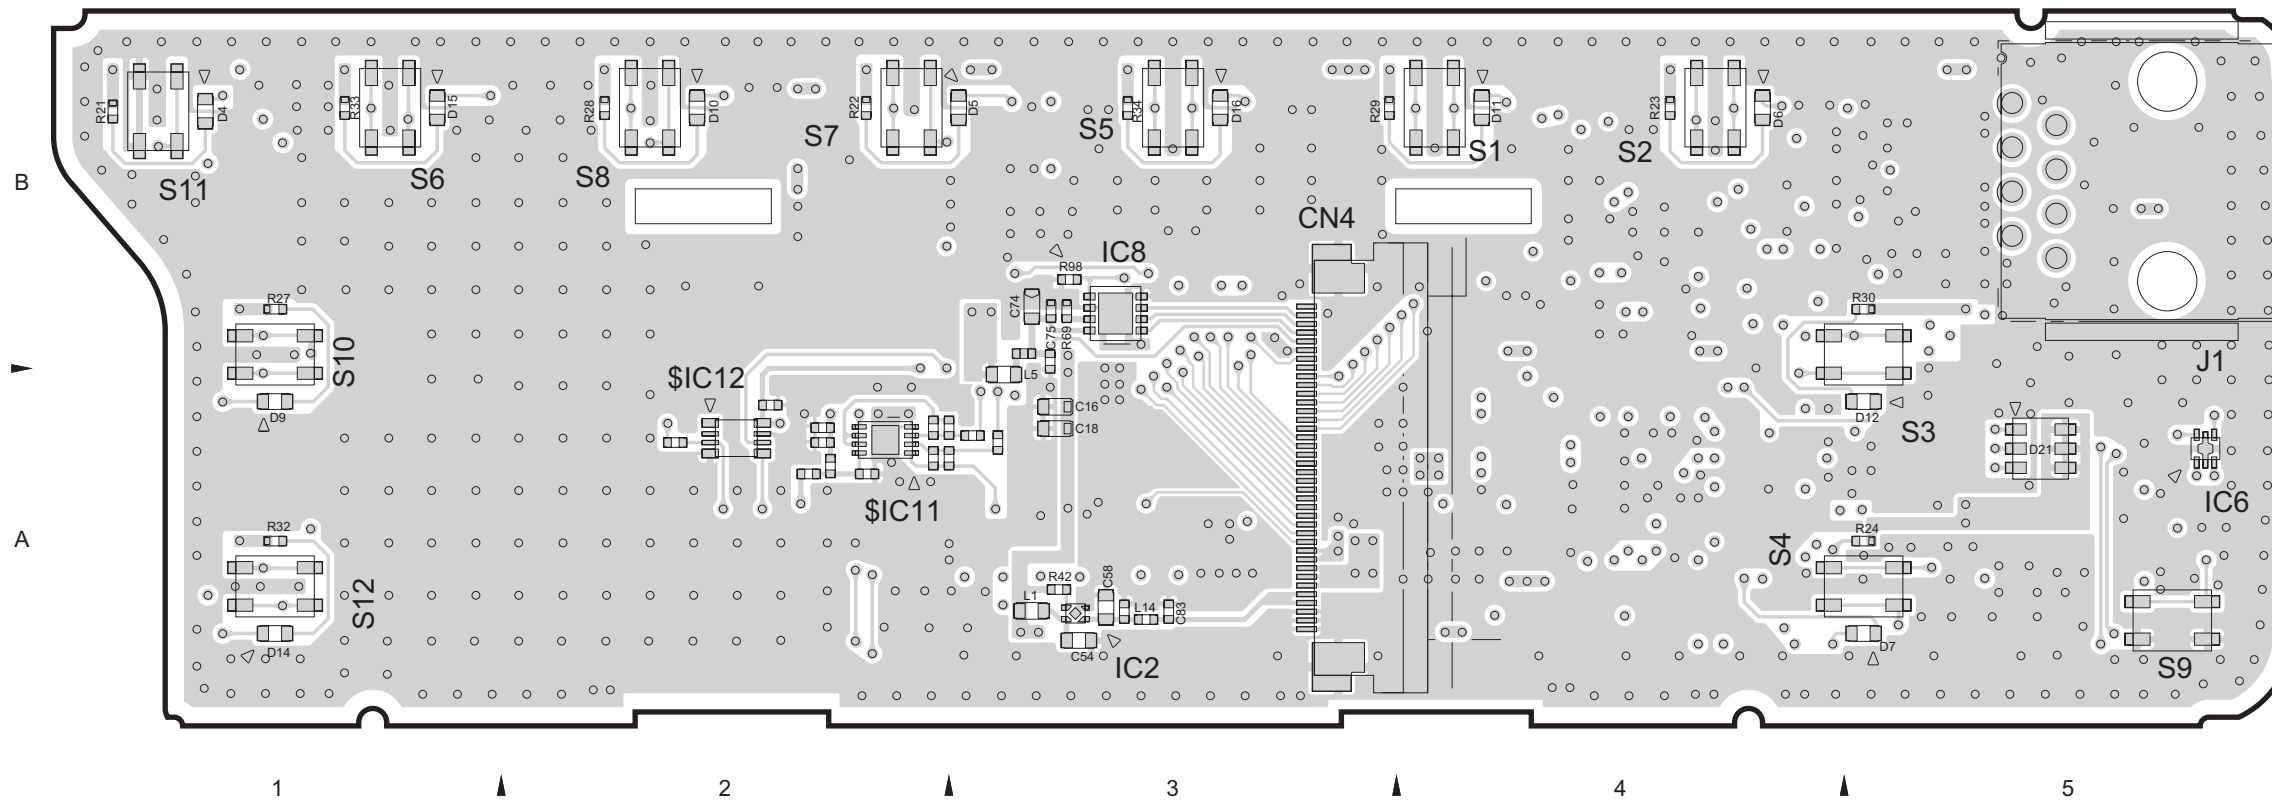 R21
D4
R33
D15
R28
D10
R22
D5
R34
D16
R29
D11
R23
D6
S11
S6
S8
S7
S5
S1
S2
B
CN4
IC8
R98
C74
C75
R69
R27
S10
D9
$IC12
L5
C16
C18
R30
D12
S3
J1
D21
IC6
$IC11
A
R32
S12
D14
R42
C58
L1
L14
C83
C54
IC2
S4
R24
D7
S9
1
2
3
4
5